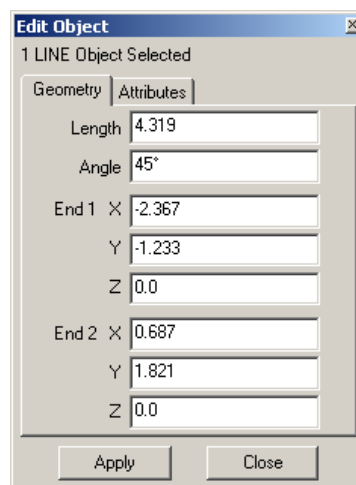 Edit Object
1 LINE Object Selected
Geometry Attributes
Length 4.319
Angle 45°
End 1 X -2.367
Y -1.233
Z 0.0
End 2 X 0.687
Y 1.821
Z 0.0
Apply Close